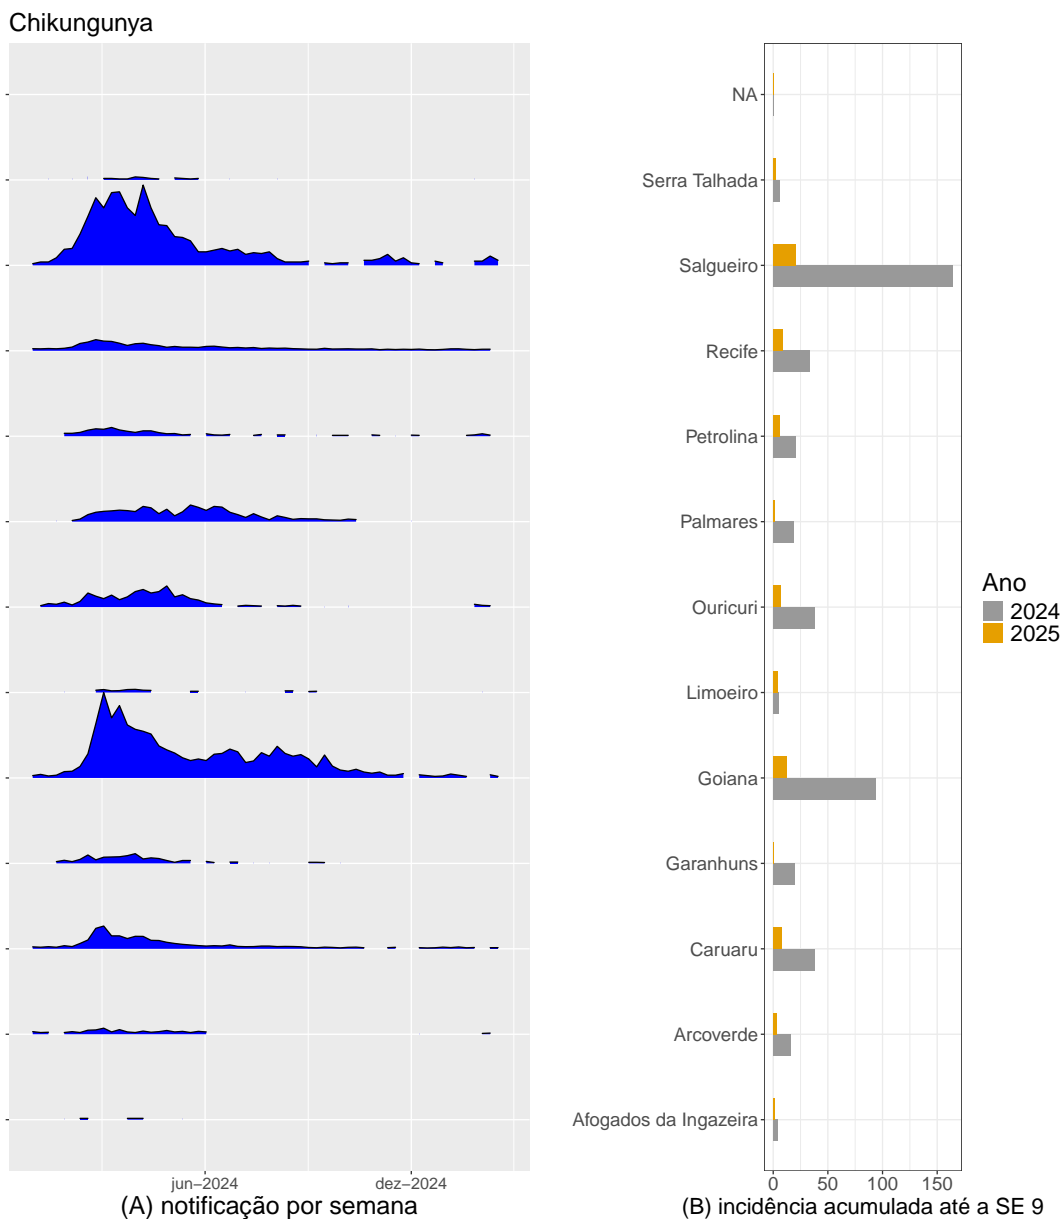 Chikungunya
NA
Serra Talhada
Salgueiro
Recife
Petrolina
Palmares
Ouricuri
Limoeiro
Goiana
Garanhuns
Caruaru
Arcoverde
Afogados da Ingazeira
jun−2024 dez−2024
(A) notificação por semana
0 50 100 150
(B) incidência acumulada até a SE 9
Ano
2024
2025